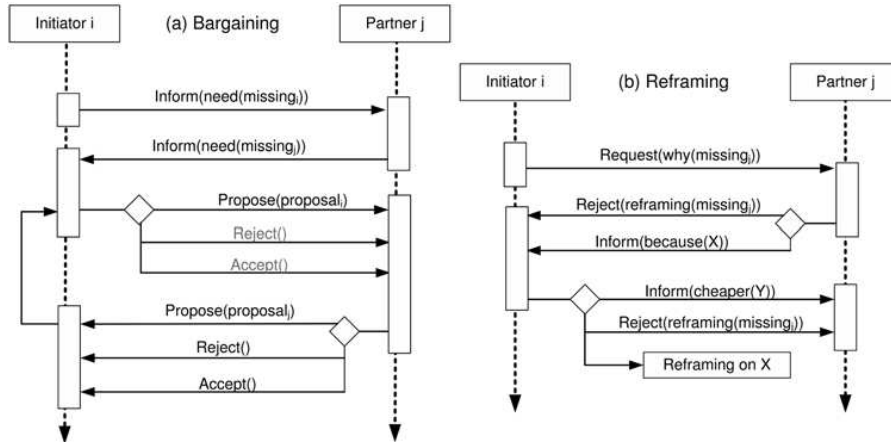 Initiator i
(a) Bargaining
Partner j
Inform(need(missingᵢ))
Inform(need(missingⱼ))
Propose(proposalᵢ)
Reject()
Accept()
Propose(proposalⱼ)
Reject()
Accept()
Initiator i
(b) Reframing
Partner j
Request(why(missingⱼ))
Reject(reframing(missingⱼ))
Inform(because(X))
Inform(cheaper(Y))
Reject(reframing(missingⱼ))
Reframing on X